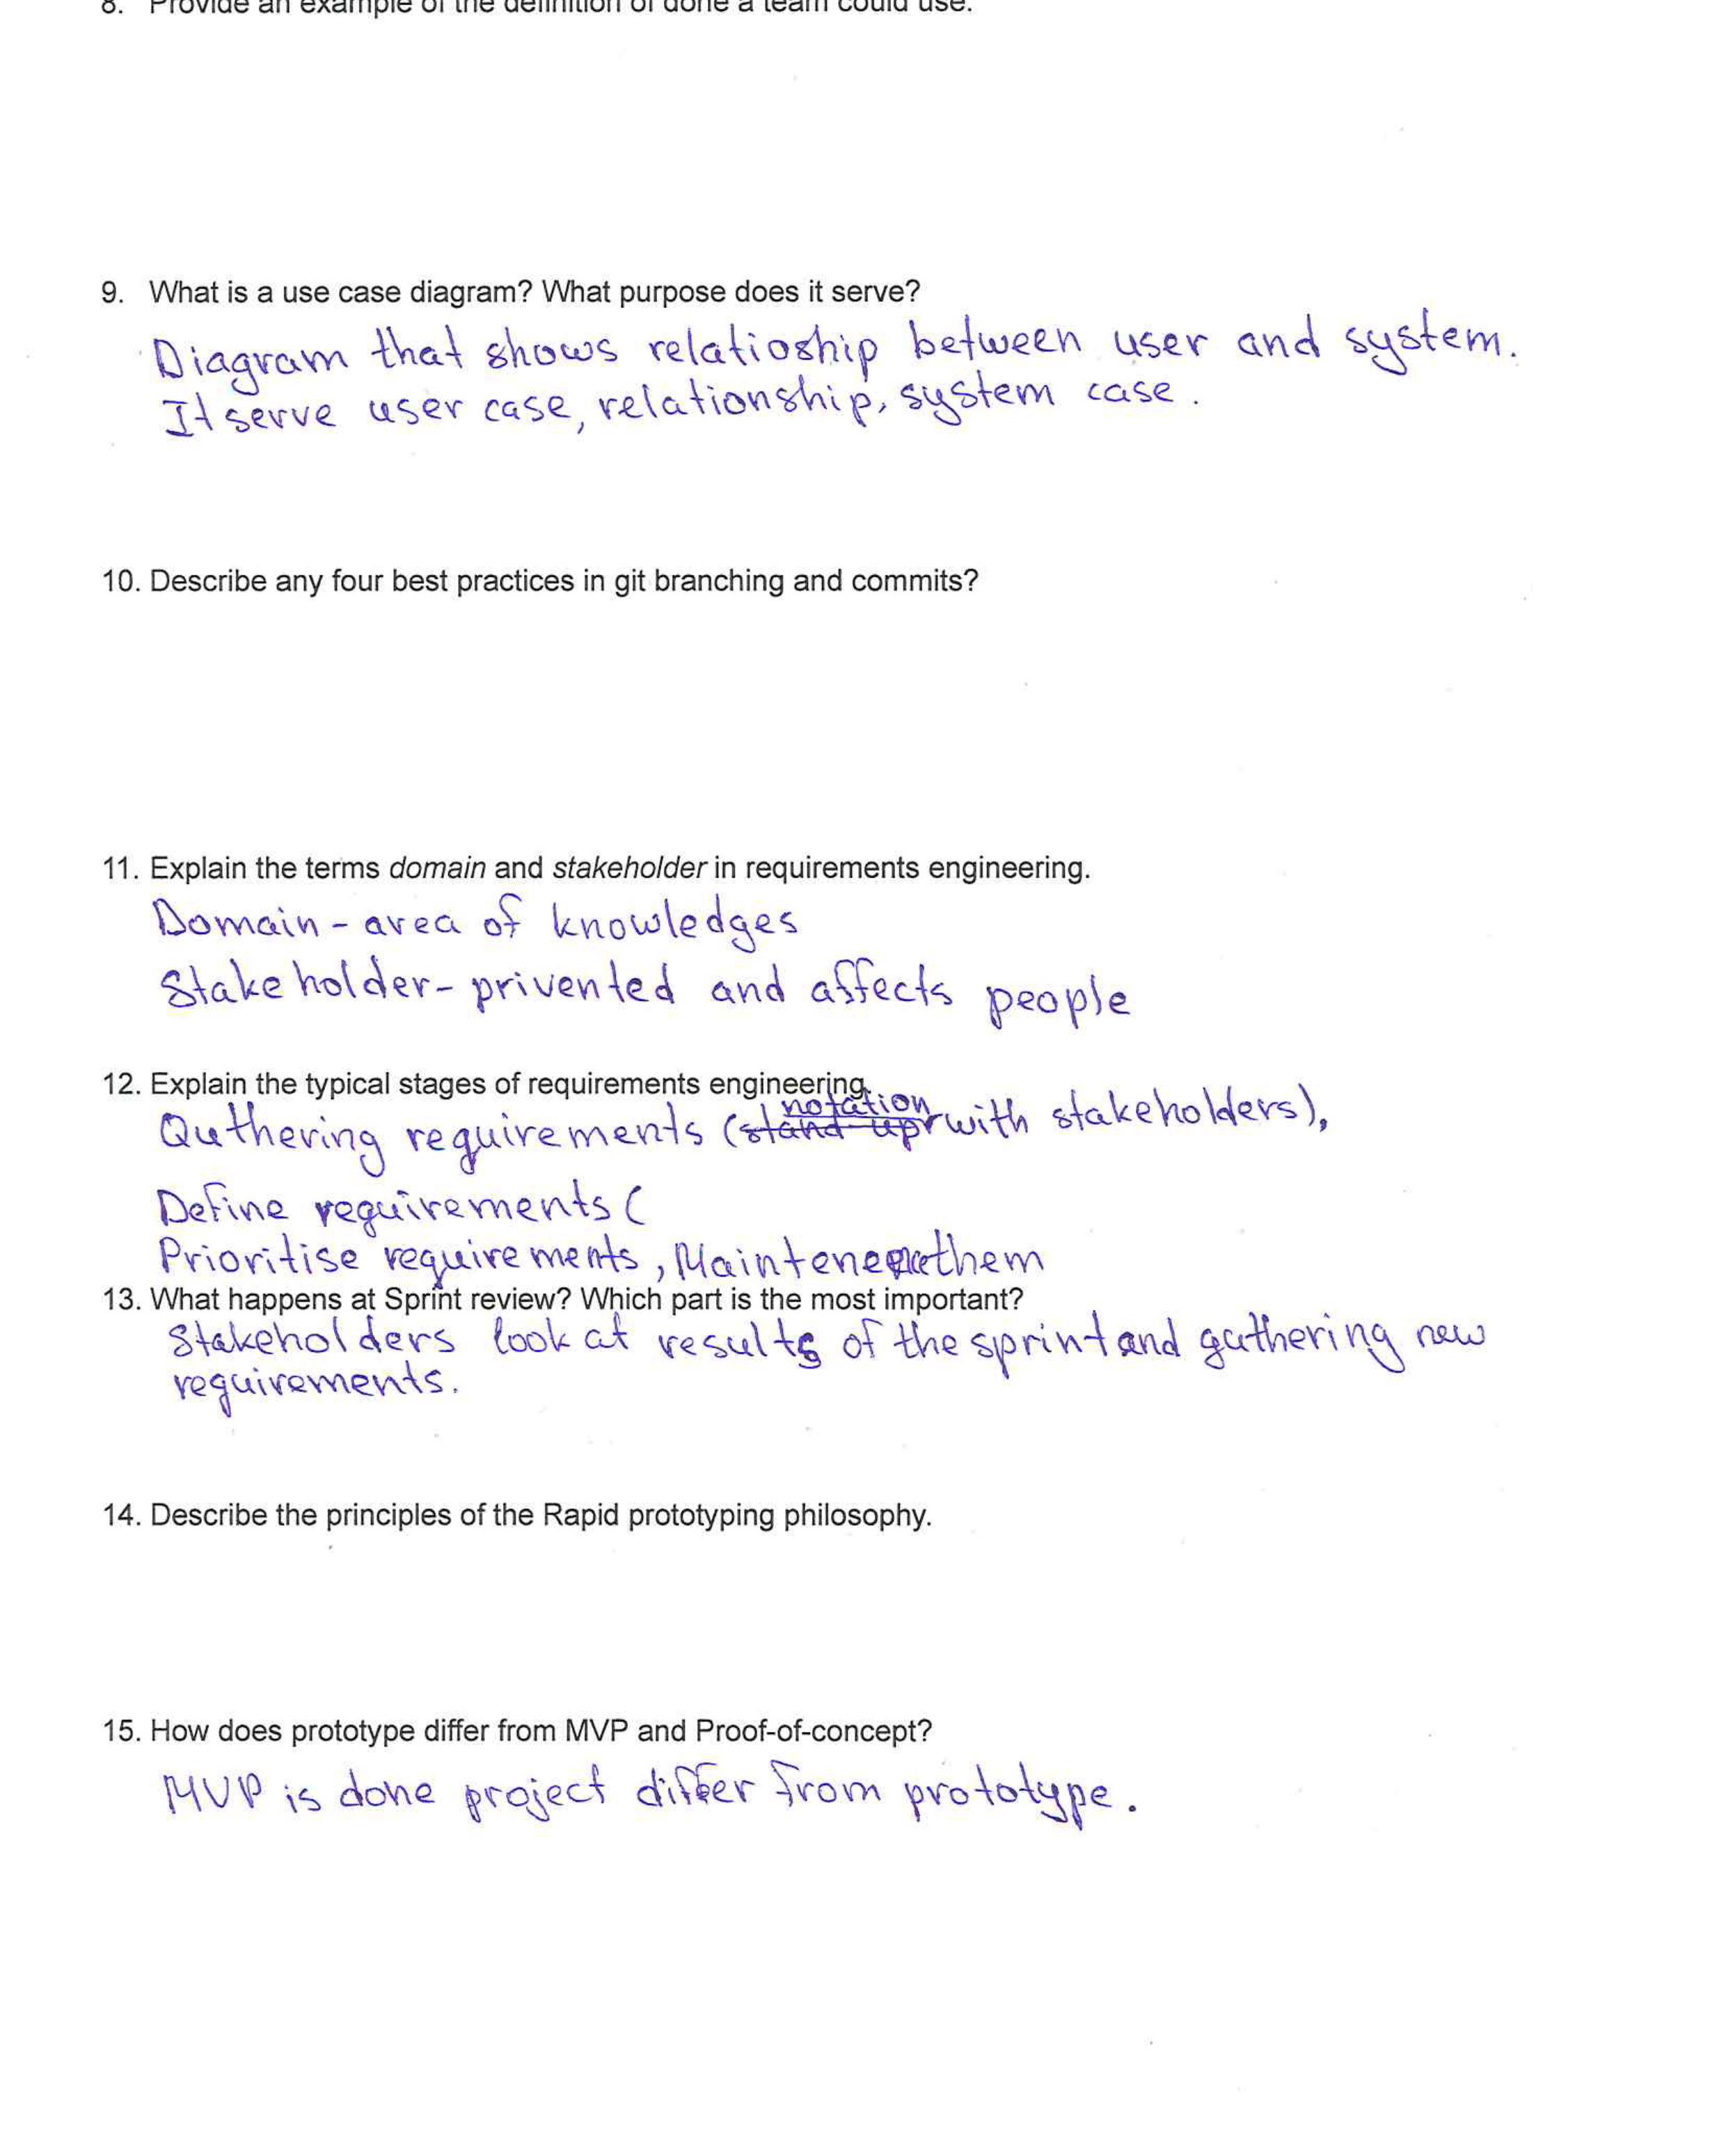 8. Provide an example of the definition of done a team could use.
9. What is a use case diagram? What purpose does it serve?
Diagram that shows relatioship between user and system.
It serve user case, relationship, system case.
10. Describe any four best practices in git branching and commits?
11. Explain the terms domain and stakeholder in requirements engineering.
Domain - area of knowledges
Stakeholder - privented and affects people
12. Explain the typical stages of requirements engineering.
notation
Guthering requirements (stand-up with stakeholders),
Define requirements (
Prioritise requirements, Maintene them
13. What happens at Sprint review? Which part is the most important?
Stakeholders look at results of the sprint and guthering new
requirements.
14. Describe the principles of the Rapid prototyping philosophy.
15. How does prototype differ from MVP and Proof-of-concept?
MVP is done project differ from prototype.